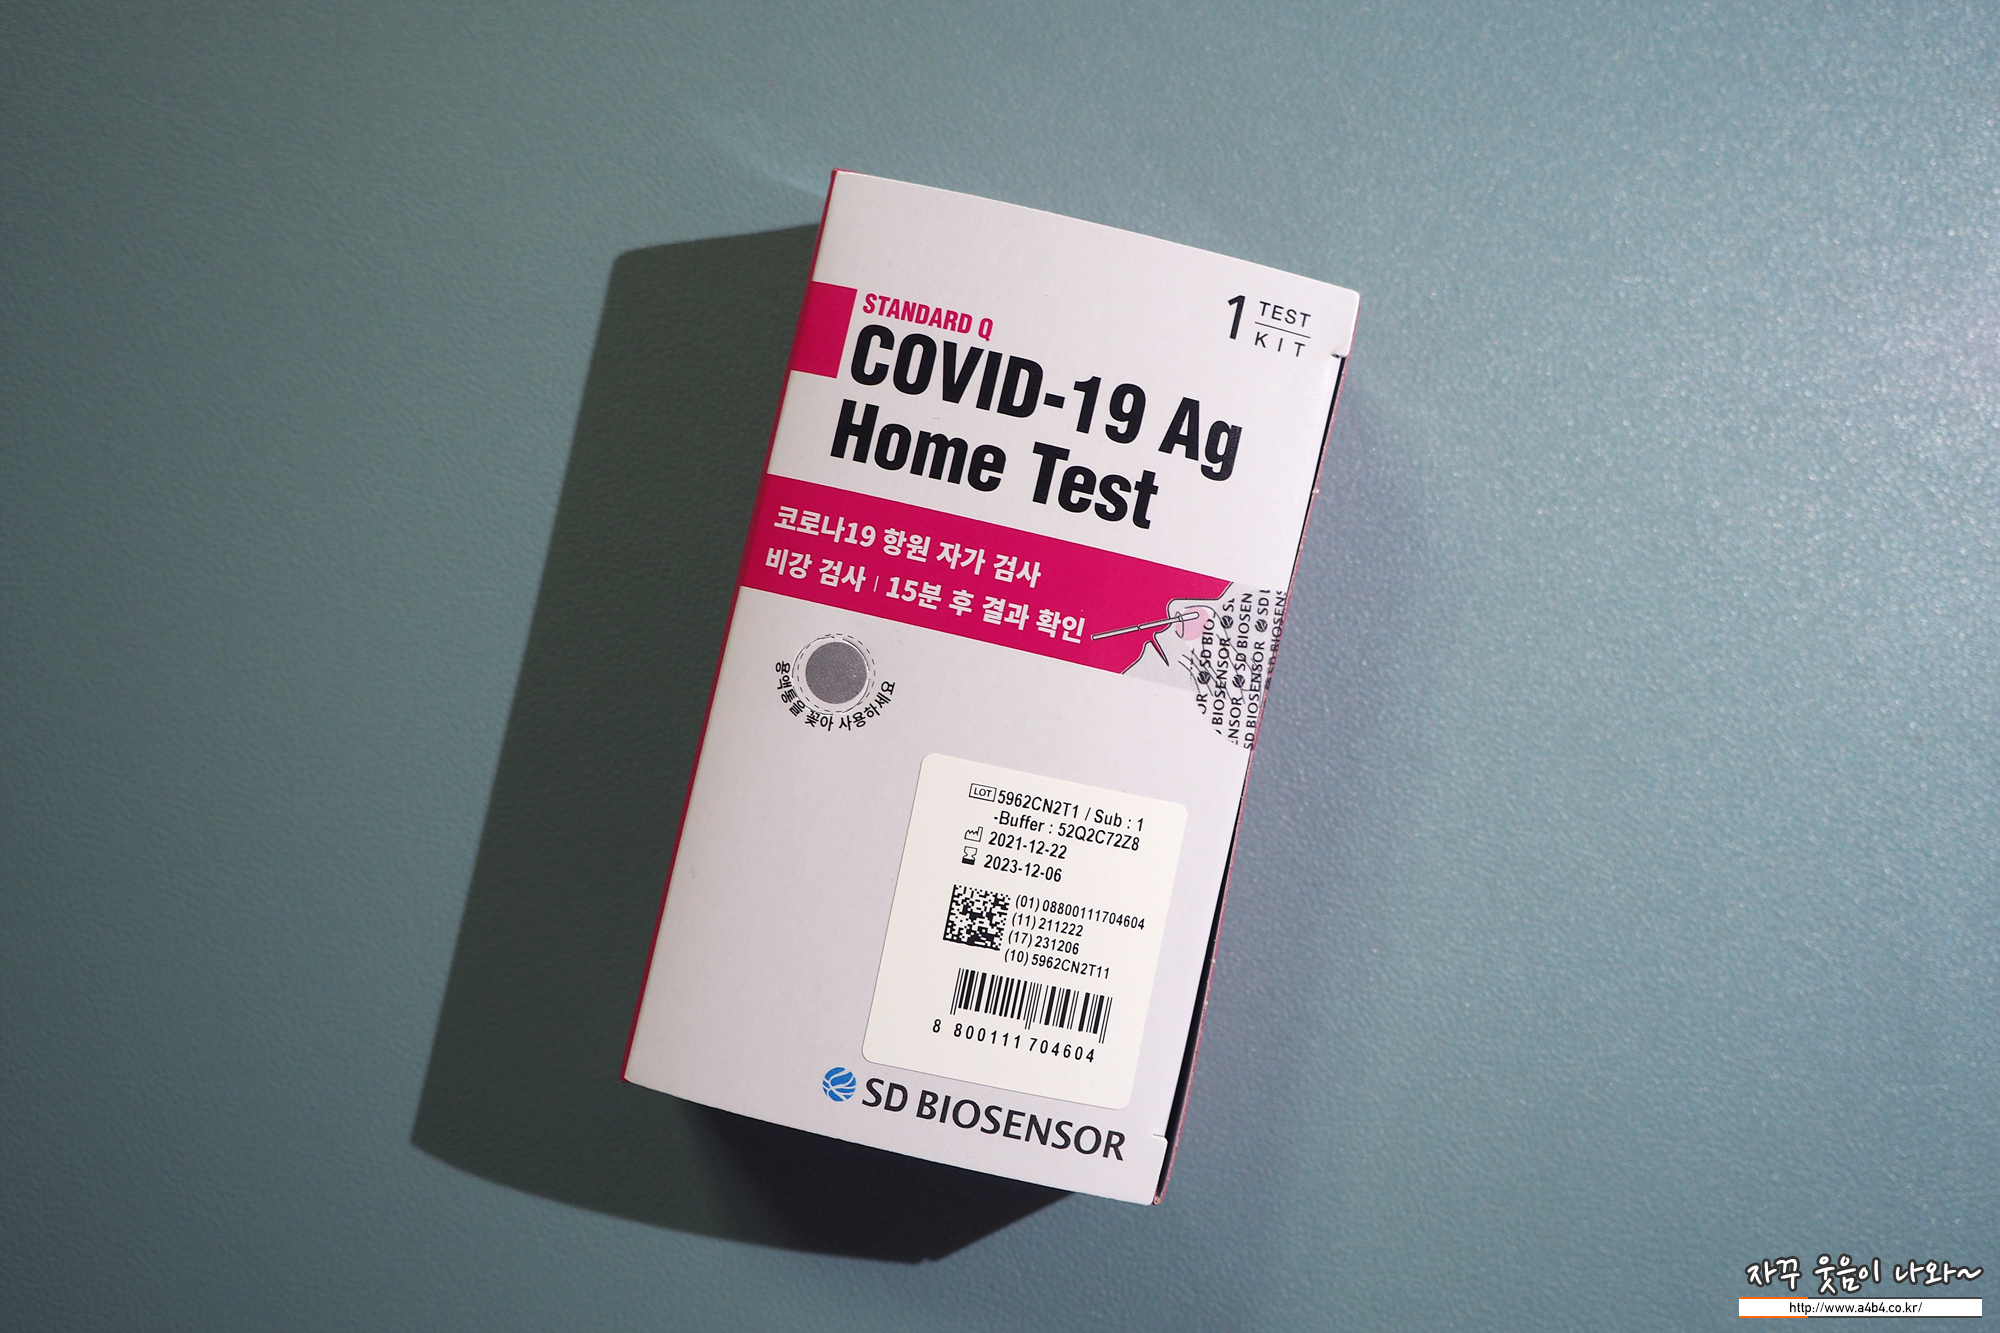 1 TEST
KIT
STANDARD Q
COVID-19 Ag
Home Test
코로나19 항원 자가 검사
비강 검사 | 15분 후 결과 확인
용액통을 꽂아 사용하세요
SD BIOSENSOR SD BIOSENSOR
LOT 5962CN2T1 / Sub : 1
-Buffer : 52Q2C72Z8
2021-12-22
2023-12-06
(01) 08800111704604
(11) 211222
(17) 231206
(10) 5962CN2T11
8 800111 704604
SD BIOSENSOR
자꾸 웃음이 나와~
http://www.a4b4.co.kr/